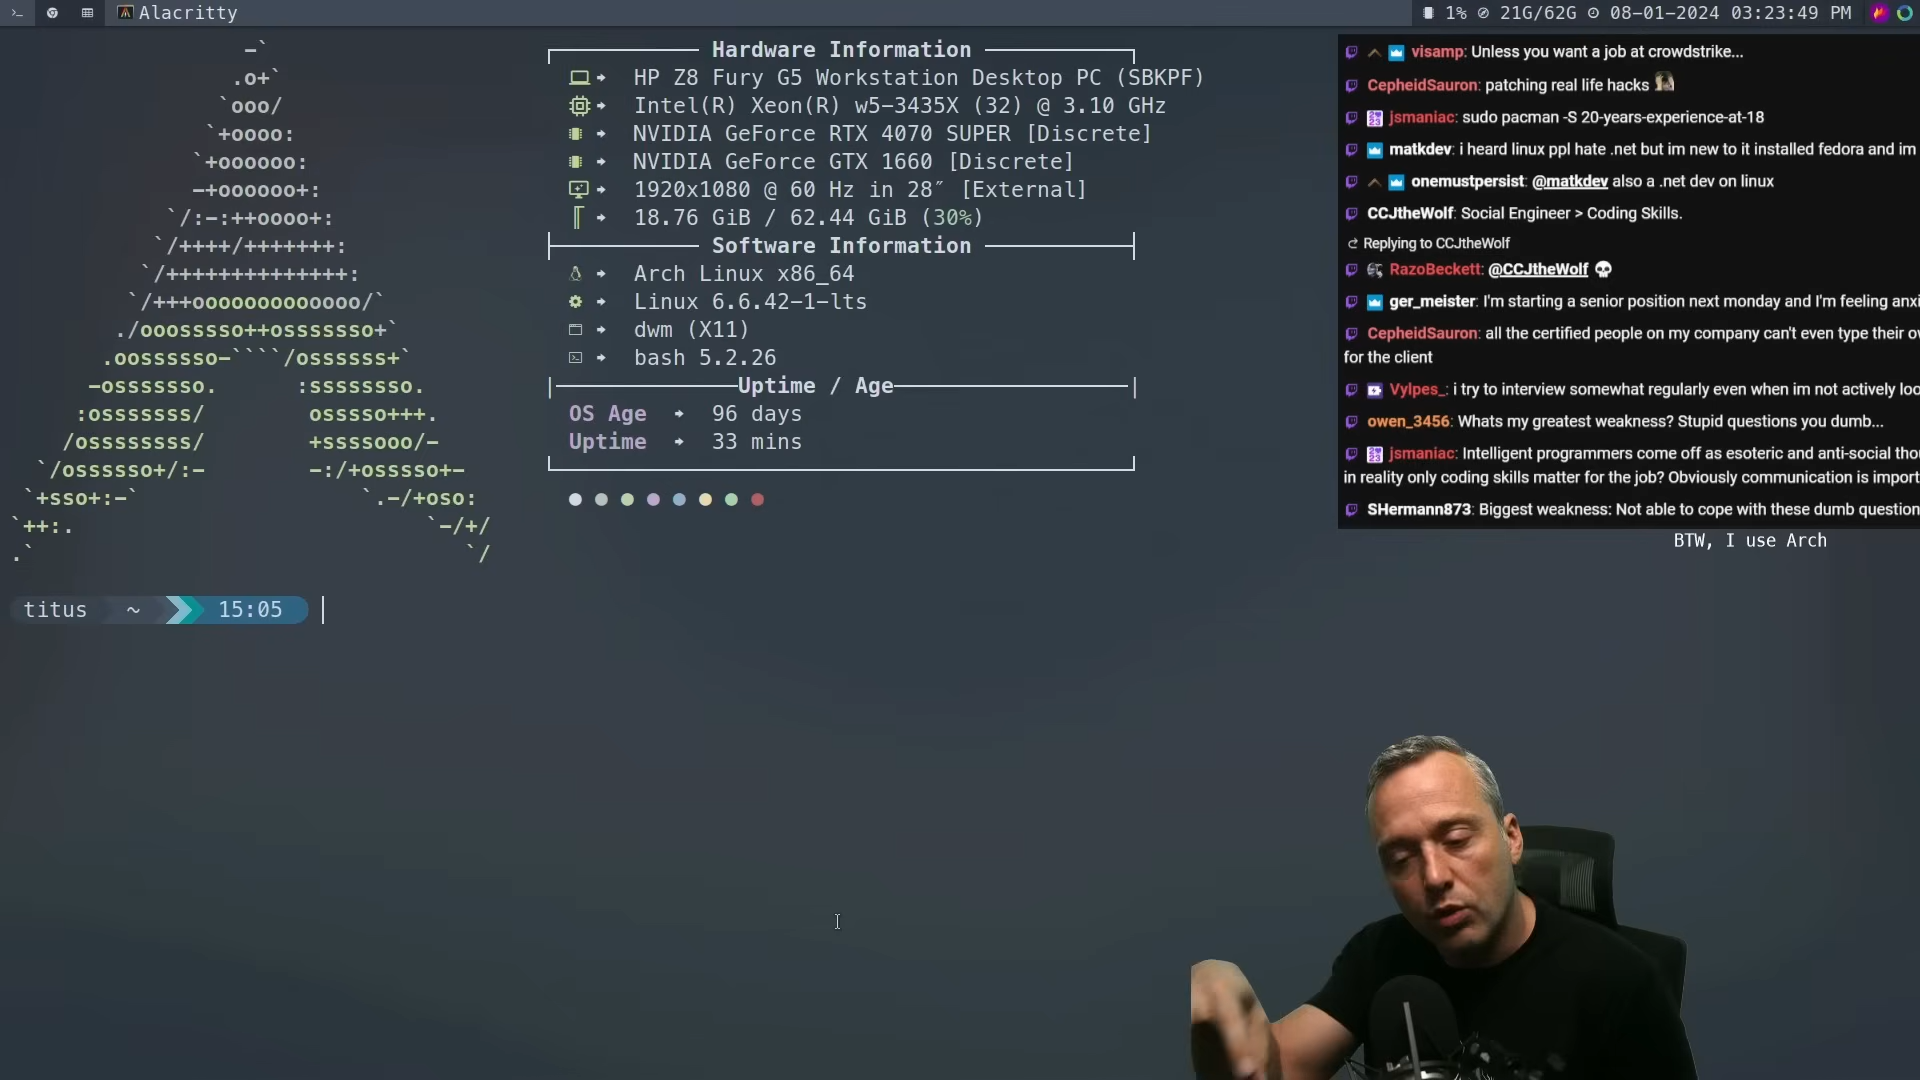 Alacritty
1% 21G/62G 08-01-2024 03:23:49 PM
Hardware Information
HP Z8 Fury G5 Workstation Desktop PC (SBKPF)
Intel(R) Xeon(R) w5-3435X (32) @ 3.10 GHz
NVIDIA GeForce RTX 4070 SUPER [Discrete]
NVIDIA GeForce GTX 1660 [Discrete]
1920x1080 @ 60 Hz in 28″ [External]
18.76 GiB / 62.44 GiB (30%)
Software Information
Arch Linux x86_64
Linux 6.6.42-1-lts
dwm (X11)
bash 5.2.26
Uptime / Age
OS Age 96 days
Uptime 33 mins
titus ~ 15:05
visamp: Unless you want a job at crowdstrike...
CepheidSauron: patching real life hacks
jsmaniac: sudo pacman -S 20-years-experience-at-18
matkdev: i heard linux ppl hate .net but im new to it installed fedora and im
onemustpersist: @matkdev also a .net dev on linux
CCJtheWolf: Social Engineer > Coding Skills.
Replying to CCJtheWolf
RazoBeckett: @CCJtheWolf 💀
ger_meister: I'm starting a senior position next monday and I'm feeling anxi
CepheidSauron: all the certified people on my company can't even type their ow
for the client
Vylpes_: i try to interview somewhat regularly even when im not actively loo
owen_3456: Whats my greatest weakness? Stupid questions you dumb...
jsmaniac: Intelligent programmers come off as esoteric and anti-social thou
in reality only coding skills matter for the job? Obviously communication is import
SHermann873: Biggest weakness: Not able to cope with these dumb question
BTW, I use Arch